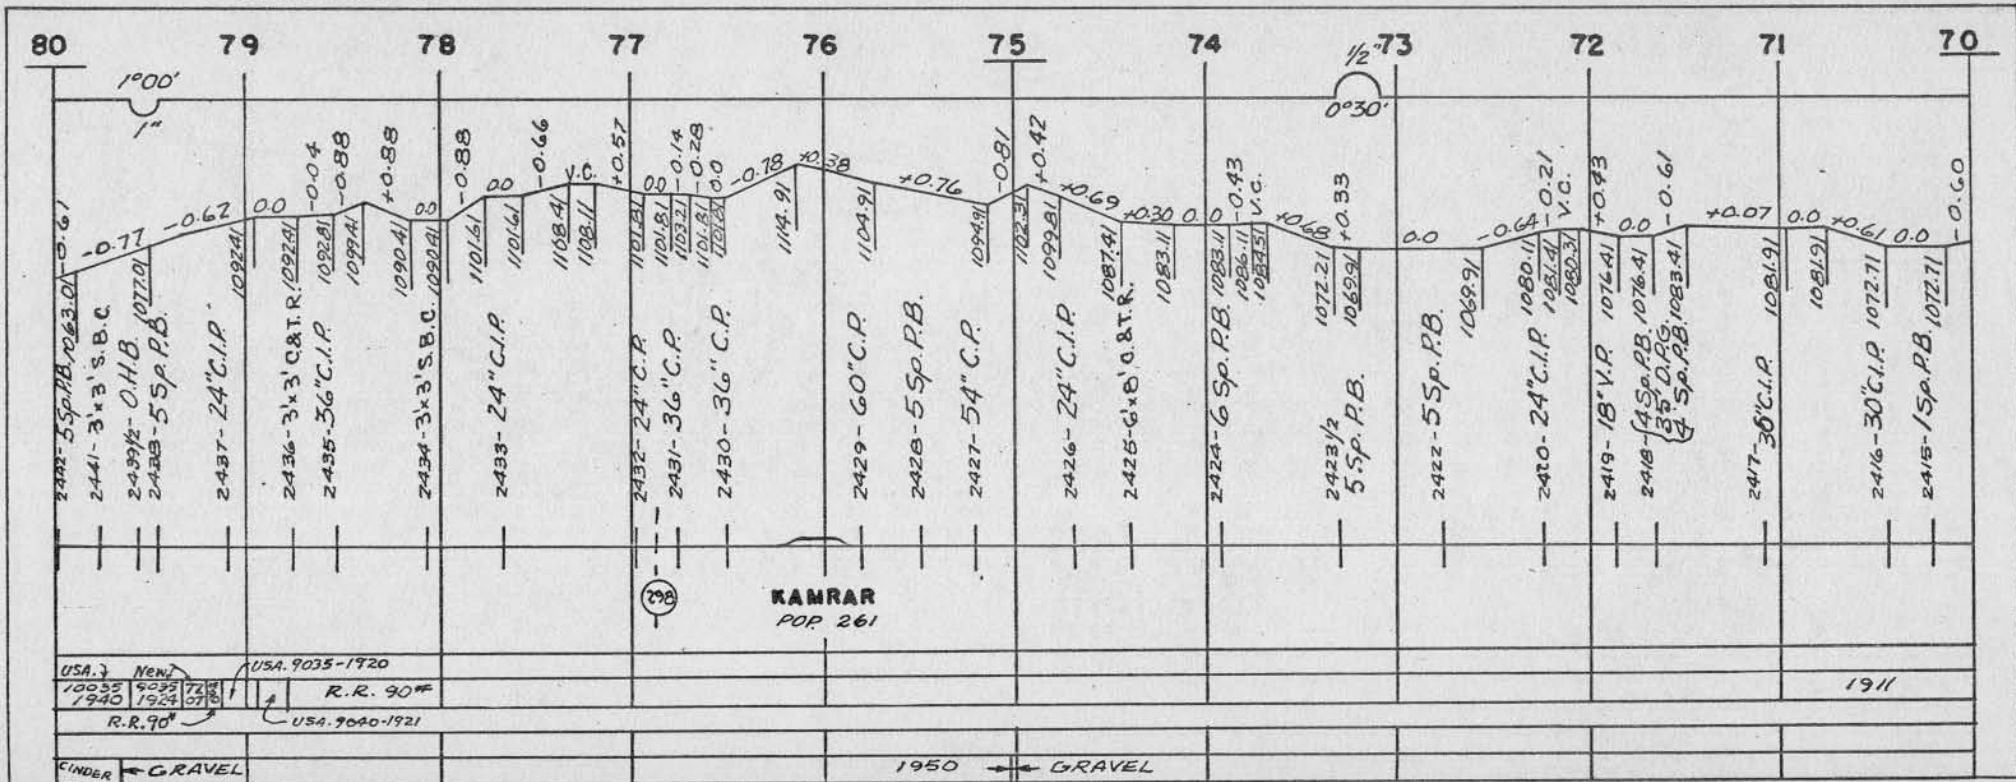 80 79 78 77 76 75 74 73 72 71 70
1°00'
1"
1/2"
0°30'
-0.61
-0.77
-0.62
0.0
-0.04
-0.88
+0.88
0.0
-0.88
0.0
-0.66
V.C.
+0.57
0.0
-0.14
-0.28
0.0
-0.78
+0.38
+0.76
-0.81
+0.42
+0.69
+0.30
0.0
-0.43
V.C.
+0.68
+0.33
0.0
-0.64
-0.21
V.C.
+0.43
0.0
-0.61
+0.07
0.0
+0.61
0.0
-0.60
1063.01
1077.01
1092.41
1092.41
1092.81
1099.41
1090.41
1090.41
1101.61
1101.61
1108.41
1108.11
1101.81
1101.81
1103.21
1101.81
1114.91
1104.91
1094.91
1102.31
1099.81
1087.41
1083.11
1083.11
1086.11
1084.51
1072.21
1069.91
1069.91
1080.11
1081.41
1080.31
1076.41
1076.41
1083.41
1081.91
1081.91
1072.71
1072.71
2442-5Sp.P.B.
2441-3'x3' S.B.C.
2439 1/2-O.H.B.
5 Sp. P.B.
2437-24"C.I.P.
2436-3'x3' C.&T.R.
2435-36"C.I.P.
2434-3'x3' S.B.C.
2433-24"C.I.P.
2432-24"C.P.
2431-36"C.P.
2430-36"C.P.
2429-60"C.P.
2428-5Sp.P.B.
2427-54"C.P.
2426-24"C.I.P.
2425-6'x8' C.&T.R.
2424-6 Sp. P.B.
2423 1/2
5 Sp. P.B.
2422-5 Sp. P.B.
2420-24"C.I.P.
2419-18"V.P.
2418-4 Sp. P.B.
35' D.P.G.
4 Sp. P.B.
2417-30"C.I.P.
2416-30"C.I.P.
2415-1 Sp. P.B.
298
KAMRAR
POP. 261
USA.
New
USA. 9035-1920
10035
1940
9035
1924
R.R. 90#
1911
R.R. 90#
USA. 9040-1921
CINDER
GRAVEL
1950
GRAVEL